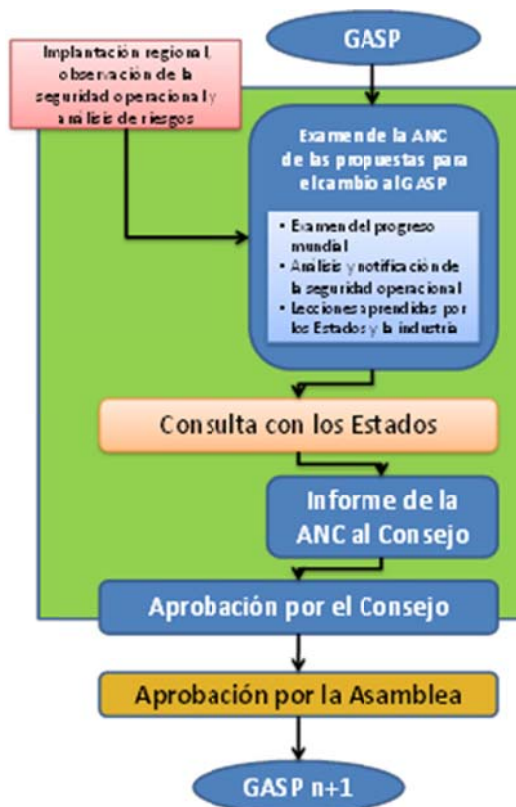 GASP
Implantación regional,
observación de la
seguridad operacional y
análisis de riesgos
Examen de la ANC
de las propuestas para
el cambio al GASP
• Examen del progreso
mundial
• Análisis y notificación de
la seguridad operacional
• Lecciones aprendidas por
los Estados y la industria
Consulta con los Estados
Informe de la
ANC al Consejo
Aprobación por el Consejo
Aprobación por la Asamblea
GASP n+1